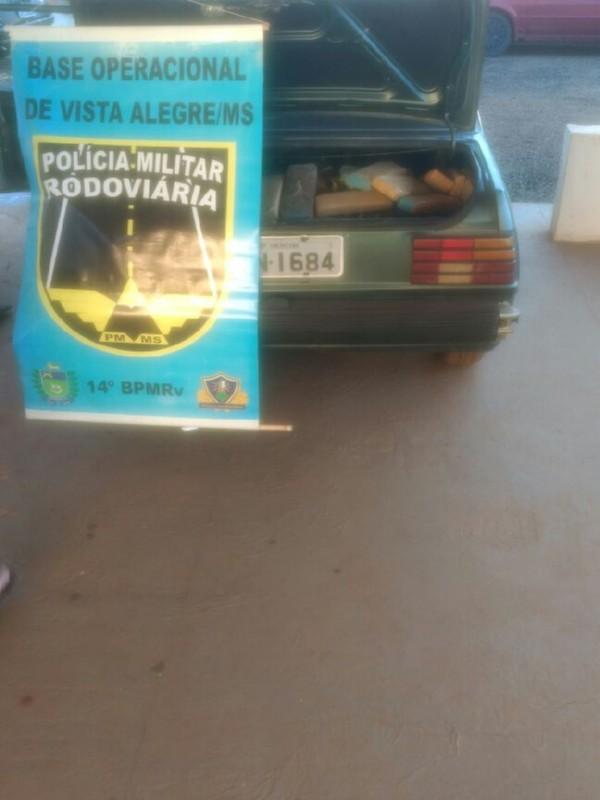 BASE OPERACIONAL
DE VISTA ALEGRE/MS
POLÍCIA MILITAR
RODOVIÁRIA
PM MS
14º BPMRv
1684